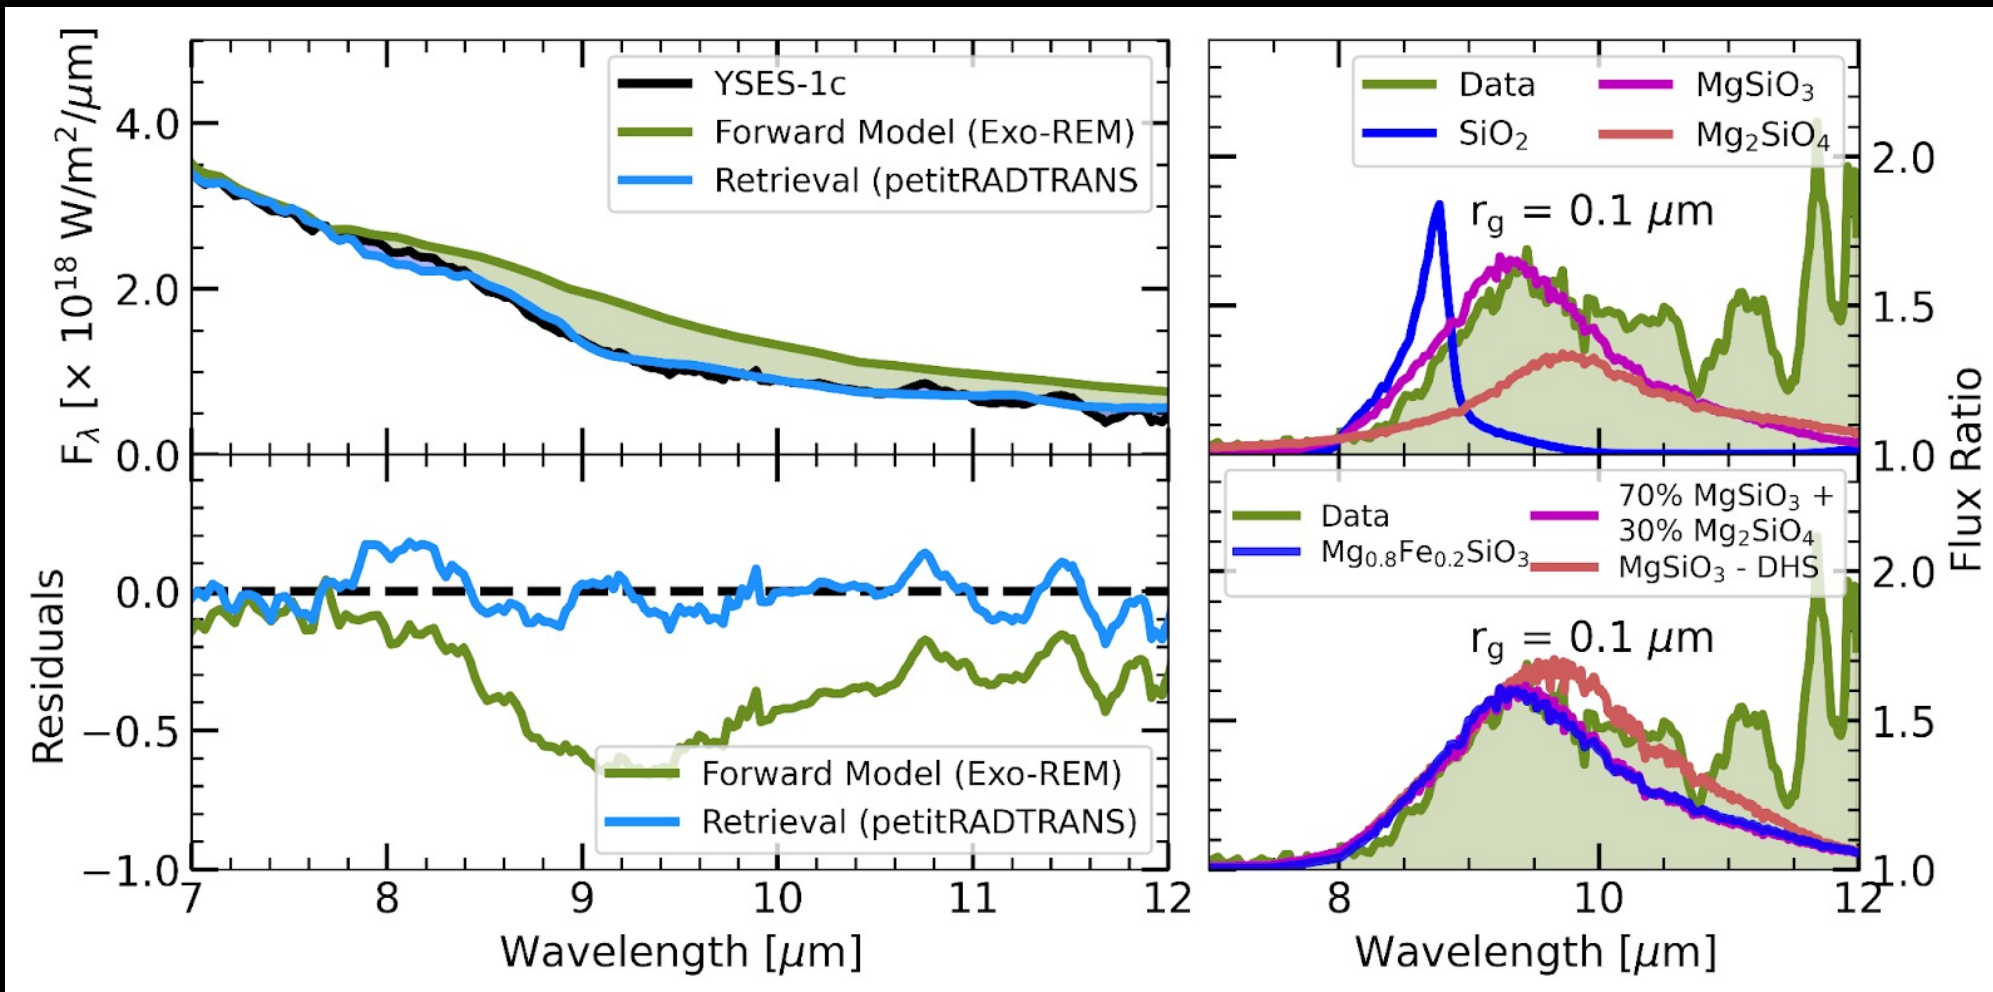 F_λ [× 10^18 W/m^2/μm]
4.0
2.0
0.0
YSES-1c
Forward Model (Exo-REM)
Retrieval (petitRADTRANS
Residuals
0.0
−0.5
−1.0
Forward Model (Exo-REM)
Retrieval (petitRADTRANS)
7 8 9 10 11 12
Wavelength [μm]
Data MgSiO₃
SiO₂ Mg₂SiO₄
r_g = 0.1 μm
2.0
1.5
1.0
Flux Ratio
Data
Mg₀.₈Fe₀.₂SiO₃
70% MgSiO₃ +
30% Mg₂SiO₄
MgSiO₃ - DHS
r_g = 0.1 μm
2.0
1.5
1.0
8 10 12
Wavelength [μm]